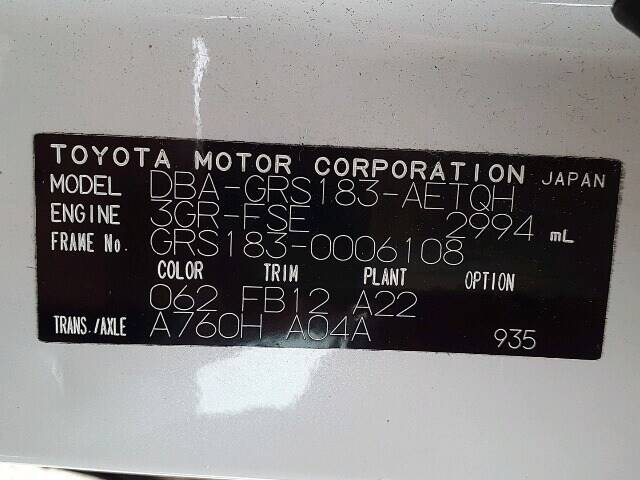 TOYOTA MOTOR CORPORATION JAPAN
MODEL DBA-GRS183-AETQH
ENGINE 3GR-FSE 2994 mL
FRAME No. GRS183-0006108
COLOR TRIM PLANT OPTION
062 FB12 A22
TRANS./AXLE A760H A04A 935